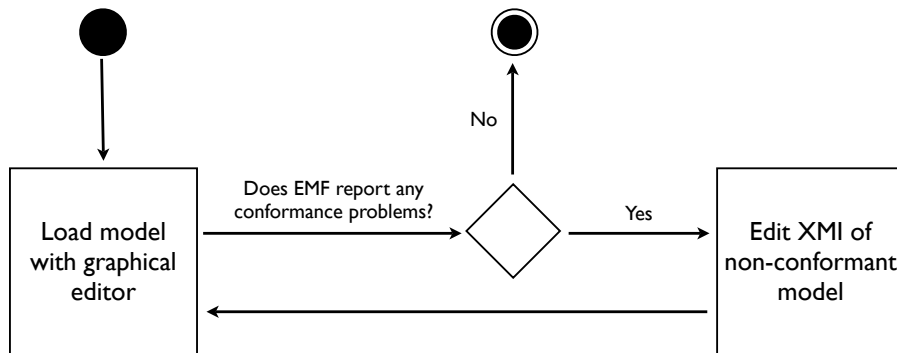 No
Does EMF report any
conformance problems?
Load model
with graphical
editor
Yes
Edit XMI of
non-conformant
model